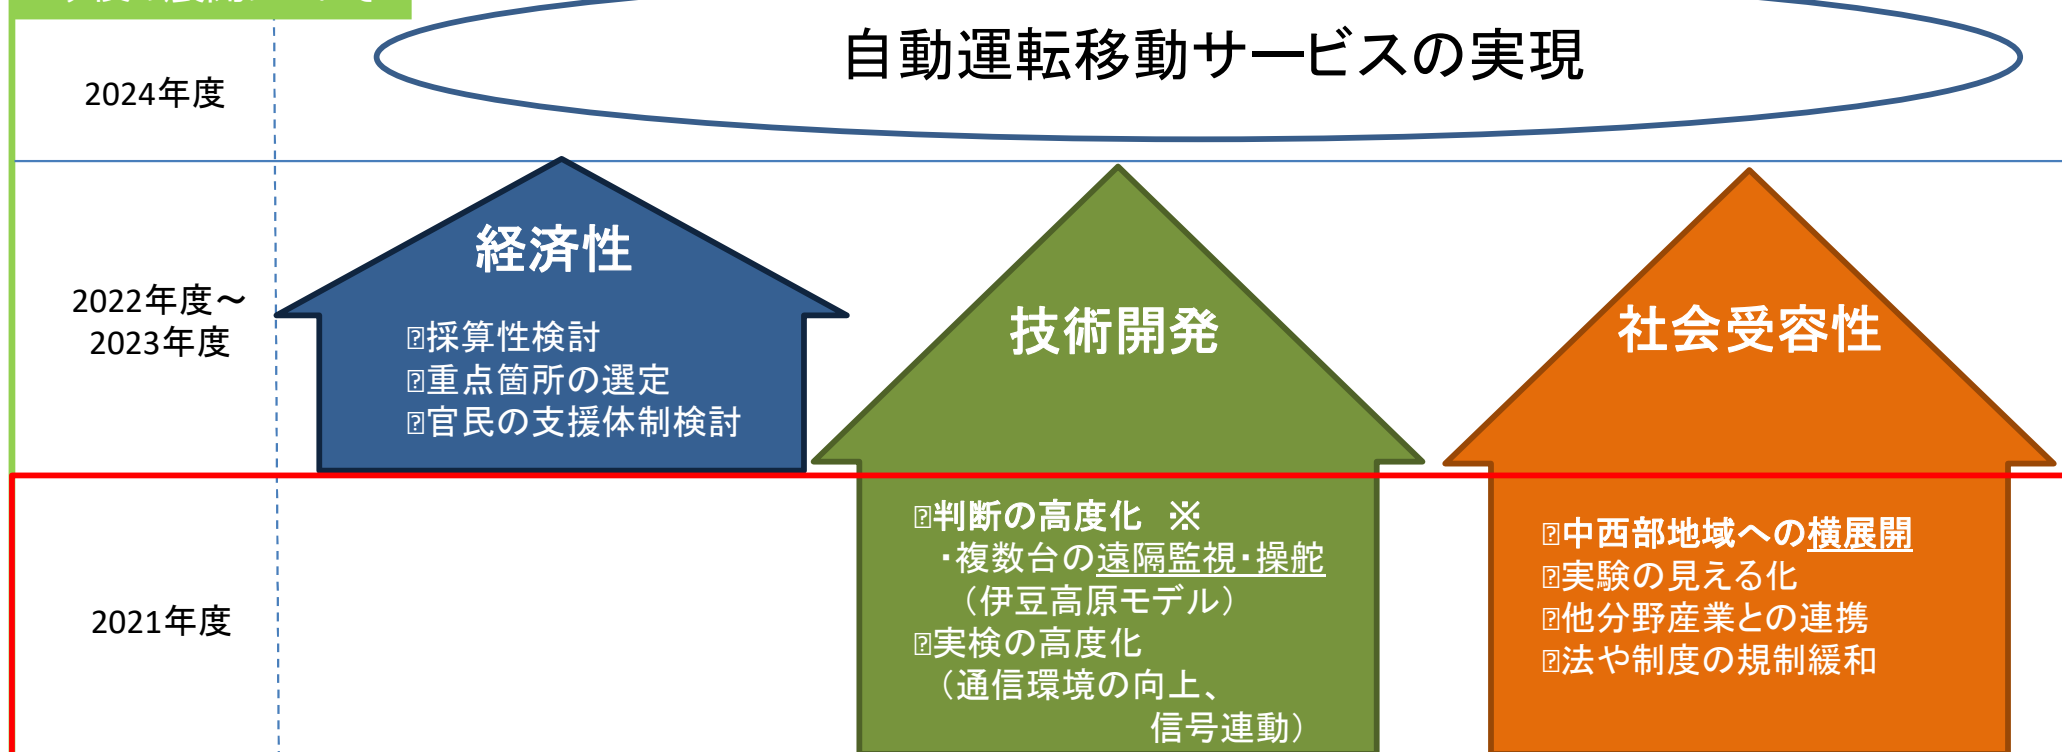 自動運転移動サービスの実現
2024年度
2022年度～
2023年度
経済性
採算性検討
重点箇所の選定
官民の支援体制検討
技術開発
社会受容性
2021年度
判断の高度化 ※
・複数台の遠隔監視・操舵
（伊豆高原モデル）
実検の高度化
（通信環境の向上、
信号連動）
中西部地域への横展開
実験の見える化
他分野産業との連携
法や制度の規制緩和